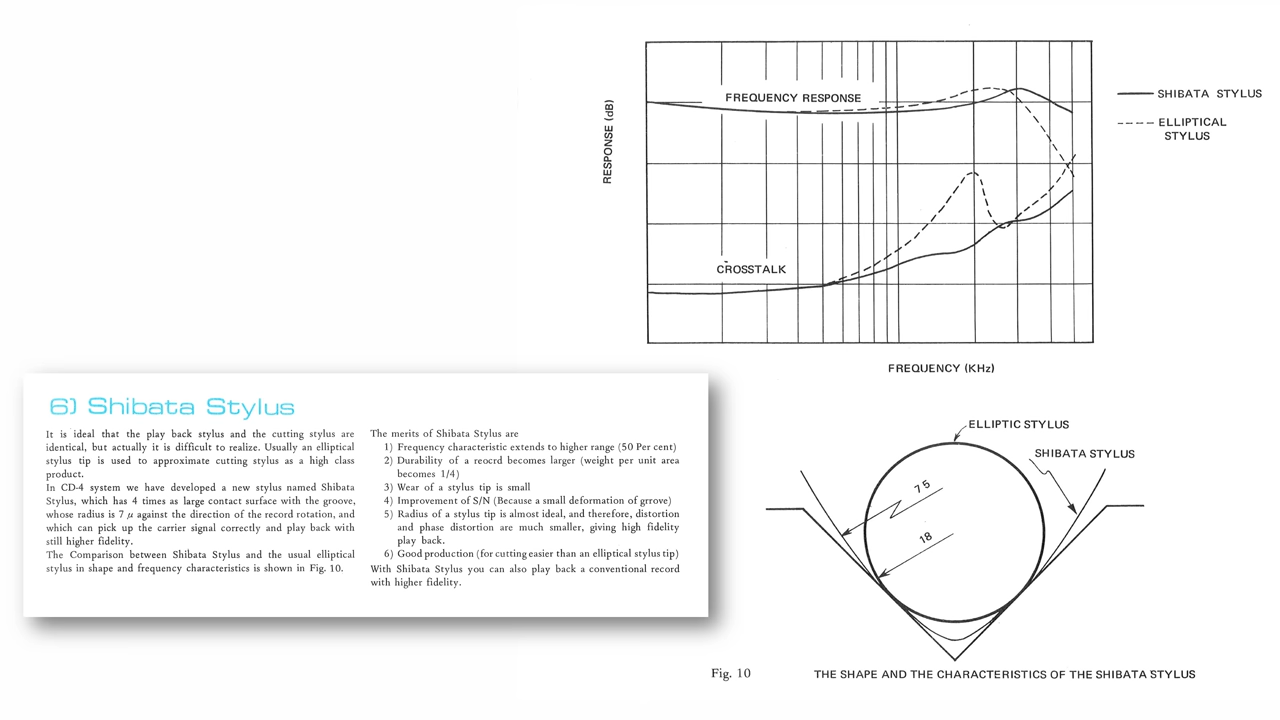 FREQUENCY RESPONSE
RESPONSE (dB)
CROSSTALK
FREQUENCY (KHz)
SHIBATA STYLUS
ELLIPTICAL
STYLUS
6) Shibata Stylus
It is ideal that the play back stylus and the cutting stylus are
identical, but actually it is difficult to realize. Usually an elliptical
stylus tip is used to approximate cutting stylus as a high class
product.
In CD-4 system we have developed a new stylus named Shibata
Stylus, which has 4 times as large contact surface with the groove,
whose radius is 7 μ against the direction of the record rotation, and
which can pick up the carrier signal correctly and play back with
still higher fidelity.
The Comparison between Shibata Stylus and the usual elliptical
stylus in shape and frequency characteristics is shown in Fig. 10.
The merits of Shibata Stylus are
1) Frequency characteristic extends to higher range (50 Per cent)
2) Durability of a reocrd becomes larger (weight per unit area
becomes 1/4)
3) Wear of a stylus tip is small
4) Improvement of S/N (Because a small deformation of grrove)
5) Radius of a stylus tip is almost ideal, and therefore, distortion
and phase distortion are much smaller, giving high fidelity
play back.
6) Good production (for cutting easier than an elliptical stylus tip)
With Shibata Stylus you can also play back a conventional record
with higher fidelity.
ELLIPTIC STYLUS
SHIBATA STYLUS
75
18
Fig. 10
THE SHAPE AND THE CHARACTERISTICS OF THE SHIBATA STYLUS